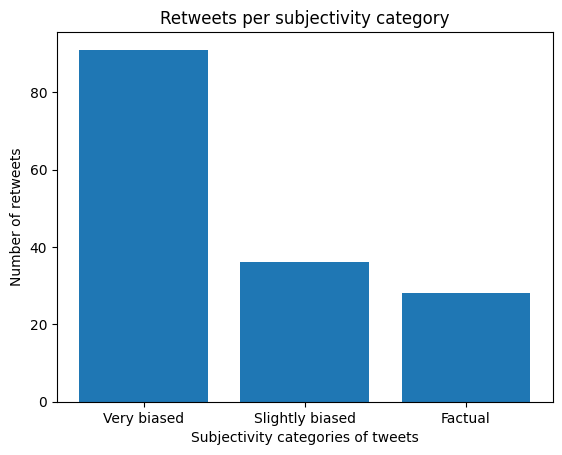 Retweets per subjectivity category
Number of retweets
80
60
40
20
0
Very biased
Slightly biased
Factual
Subjectivity categories of tweets